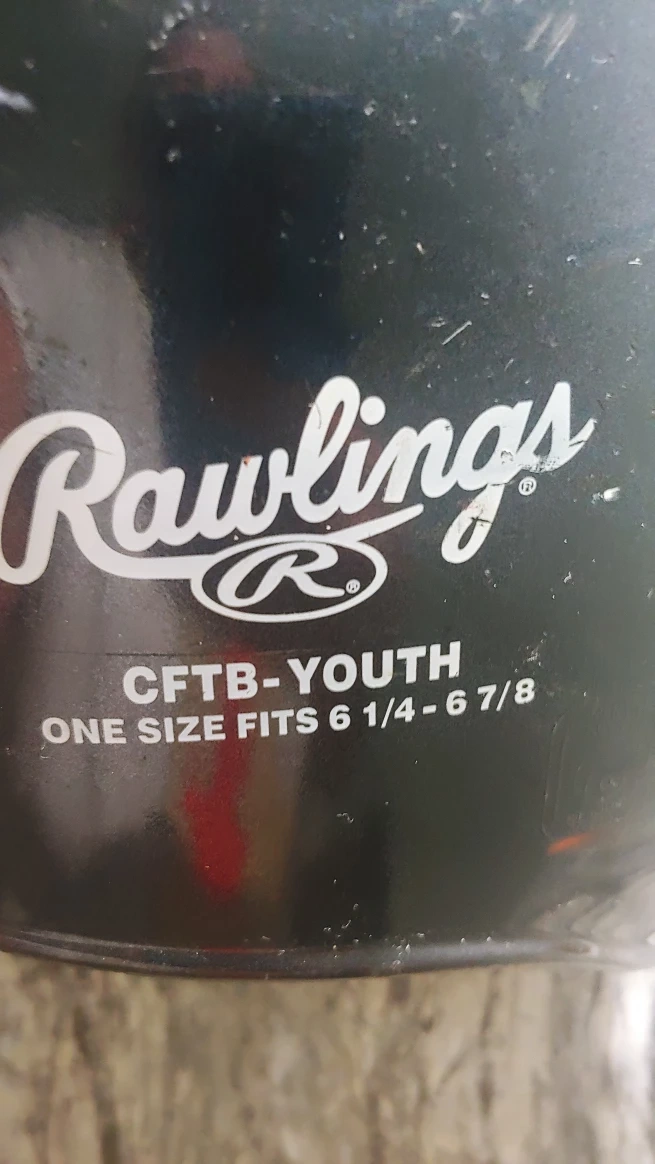 Rawlings®
R®
CFTB-YOUTH
ONE SIZE FITS 6 1/4 - 6 7/8